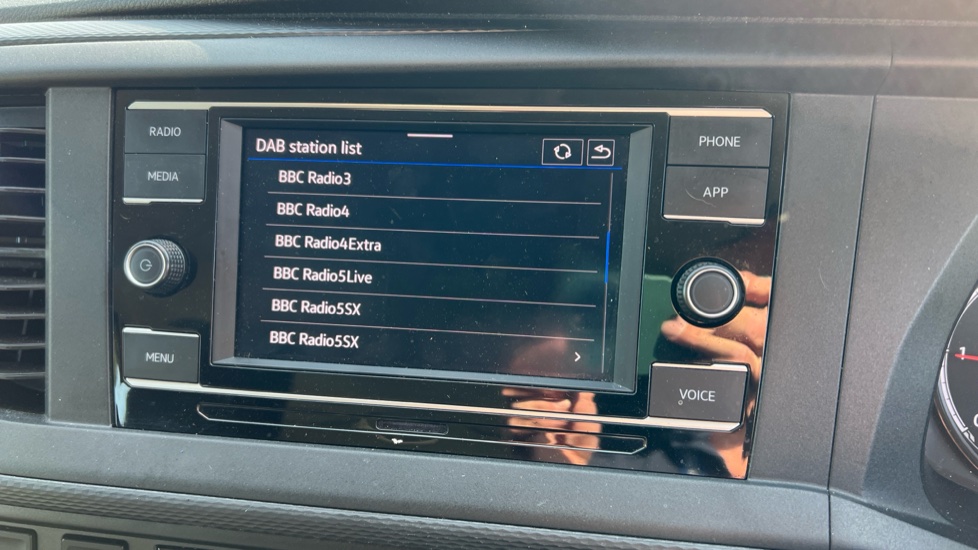 RADIO
MEDIA
MENU
DAB station list
BBC Radio3
BBC Radio4
BBC Radio4Extra
BBC Radio5Live
BBC Radio5SX
BBC Radio5SX
PHONE
APP
VOICE
1